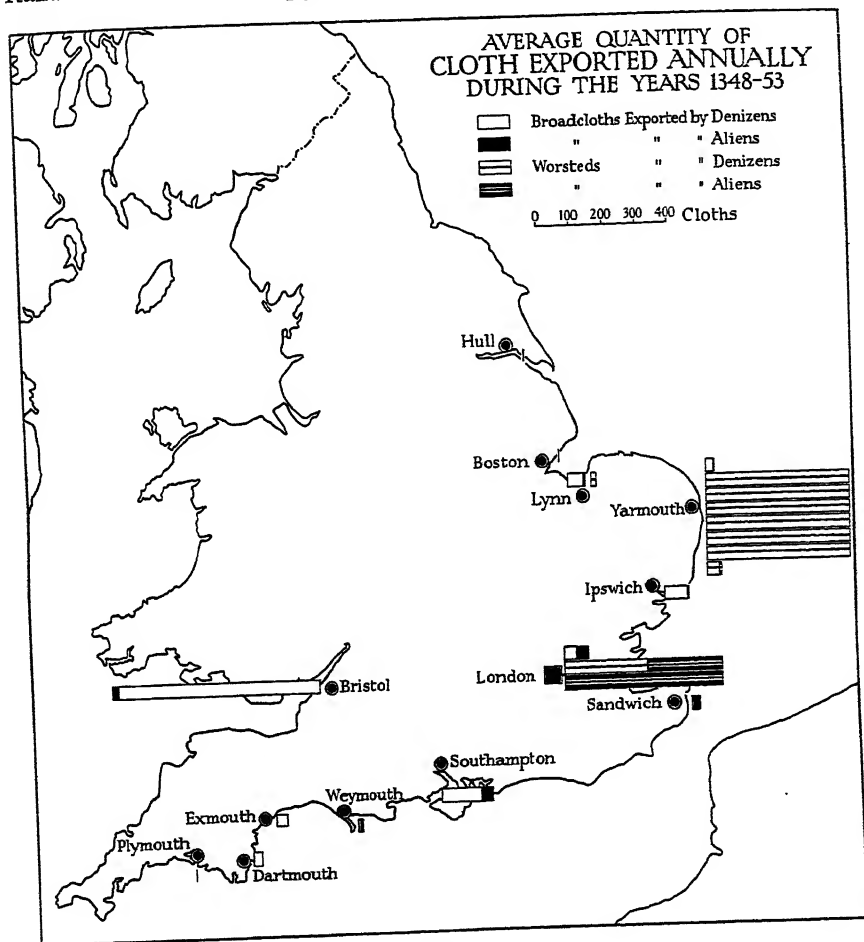 AVERAGE QUANTITY OF
CLOTH EXPORTED ANNUALLY
DURING THE YEARS 1348-53
Broadcloths Exported by Denizens
" " " Aliens
Worsteds " " Denizens
" " " Aliens
0 100 200 300 400 Cloths
Hull
Boston
Lynn
Yarmouth
Ipswich
London
Bristol
Sandwich
Southampton
Weymouth
Exmouth
Plymouth
Dartmouth